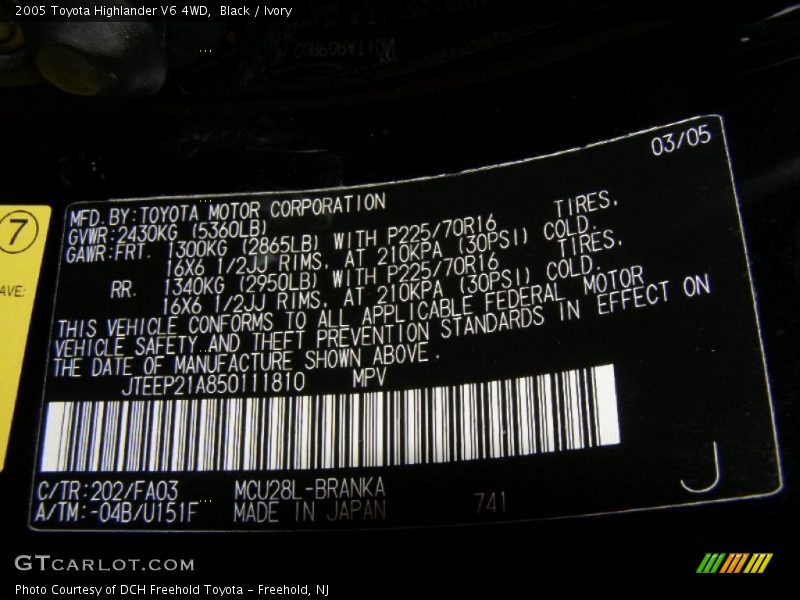 2005 Toyota Highlander V6 4WD, Black / Ivory
03/05
7
AVE:
MFD. BY: TOYOTA MOTOR CORPORATION
GVWR: 2430KG (5360LB)
GAWR: FRT. 1300KG (2865LB) WITH P225/70R16 TIRES,
16X6 1/2JJ RIMS, AT 210KPA (30PSI) COLD.
RR. 1340KG (2950LB) WITH P225/70R16 TIRES,
16X6 1/2JJ RIMS, AT 210KPA (30PSI) COLD.
THIS VEHICLE CONFORMS TO ALL APPLICABLE FEDERAL MOTOR
VEHICLE SAFETY AND THEFT PREVENTION STANDARDS IN EFFECT ON
THE DATE OF MANUFACTURE SHOWN ABOVE.
JTEEP21A850111810 MPV
C/TR:202/FA03 MCU28L-BRANKA
A/TM:-04B/U151F MADE IN JAPAN 741
J
GTCARLOT.COM
Photo Courtesy of DCH Freehold Toyota - Freehold, NJ